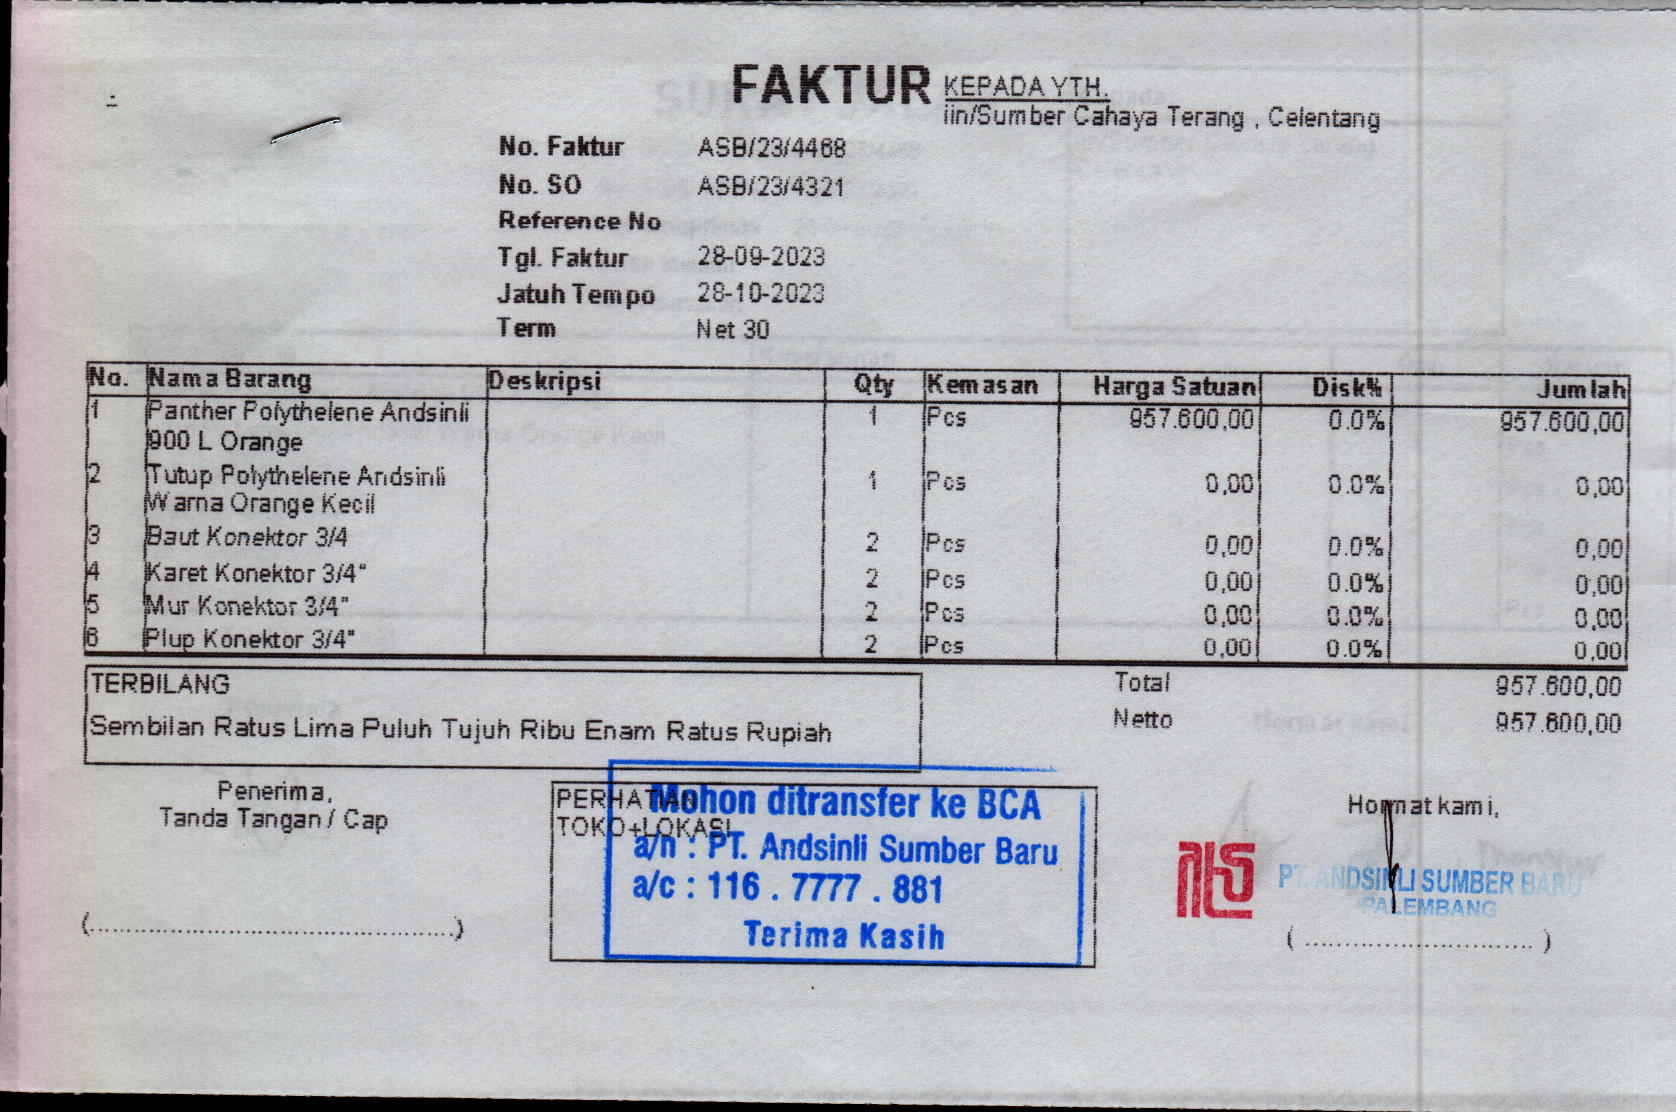 FAKTUR
KEPADA YTH.
iin/Sumber Cahaya Terang , Celentang
No. Faktur ASB/23/4468
No. SO ASB/23/4321
Reference No
Tgl. Faktur 28-09-2023
Jatuh Tempo 28-10-2023
Term Net 30
No. Nama Barang Deskripsi Qty Kemasan Harga Satuan Disk% Jumlah
1 Panther Polythelene Andsinli 1 Pcs 957.600,00 0.0% 957.600,00
900 L Orange
2 Tutup Polythelene Andsinli 1 Pcs 0,00 0.0% 0,00
Warna Orange Kecil
3 Baut Konektor 3/4 2 Pcs 0,00 0.0% 0,00
4 Karet Konektor 3/4" 2 Pcs 0,00 0.0% 0,00
5 Mur Konektor 3/4" 2 Pcs 0,00 0.0% 0,00
6 Plup Konektor 3/4" 2 Pcs 0,00 0.0% 0,00
TERBILANG
Sembilan Ratus Lima Puluh Tujuh Ribu Enam Ratus Rupiah
Total 957.600,00
Netto 957.600,00
Penerima,
Tanda Tangan / Cap
(..................................................)
PERHATIAN
TOKO+LOKASI
Mohon ditransfer ke BCA
a/n : PT. Andsinli Sumber Baru
a/c : 116 . 7777 . 881
Terima Kasih
Hormat kami,
PT. ANDSINLI SUMBER BARU
PALEMBANG
( ................................ )